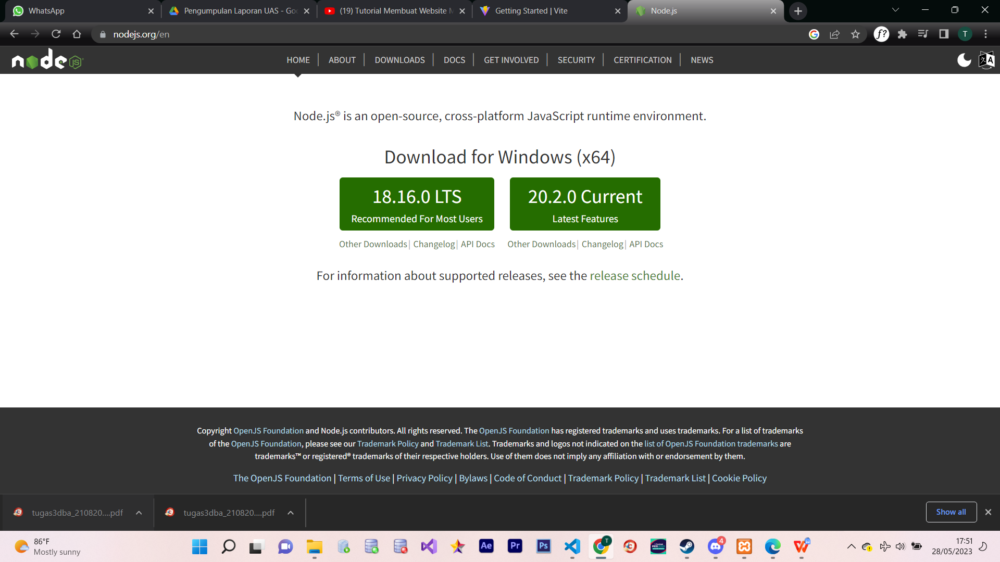 WhatsApp
Pengumpulan Laporan UAS - Goo
(19) Tutorial Membuat Website M
Getting Started | Vite
Node.js
nodejs.org/en
f?
T
node JS
HOME
ABOUT
DOWNLOADS
DOCS
GET INVOLVED
SECURITY
CERTIFICATION
NEWS
Node.js® is an open-source, cross-platform JavaScript runtime environment.
Download for Windows (x64)
18.16.0 LTS
Recommended For Most Users
20.2.0 Current
Latest Features
Other Downloads | Changelog | API Docs
Other Downloads | Changelog | API Docs
For information about supported releases, see the release schedule.
Copyright OpenJS Foundation and Node.js contributors. All rights reserved. The OpenJS Foundation has registered trademarks and uses trademarks. For a list of trademarks
of the OpenJS Foundation, please see our Trademark Policy and Trademark List. Trademarks and logos not indicated on the list of OpenJS Foundation trademarks are
trademarks™ or registered® trademarks of their respective holders. Use of them does not imply any affiliation with or endorsement by them.
The OpenJS Foundation | Terms of Use | Privacy Policy | Bylaws | Code of Conduct | Trademark Policy | Trademark List | Cookie Policy
tugas3dba_210820....pdf
tugas3dba_210820....pdf
Show all
86°F
Mostly sunny
Ae
Pr
Ps
T
4
17:51
28/05/2023